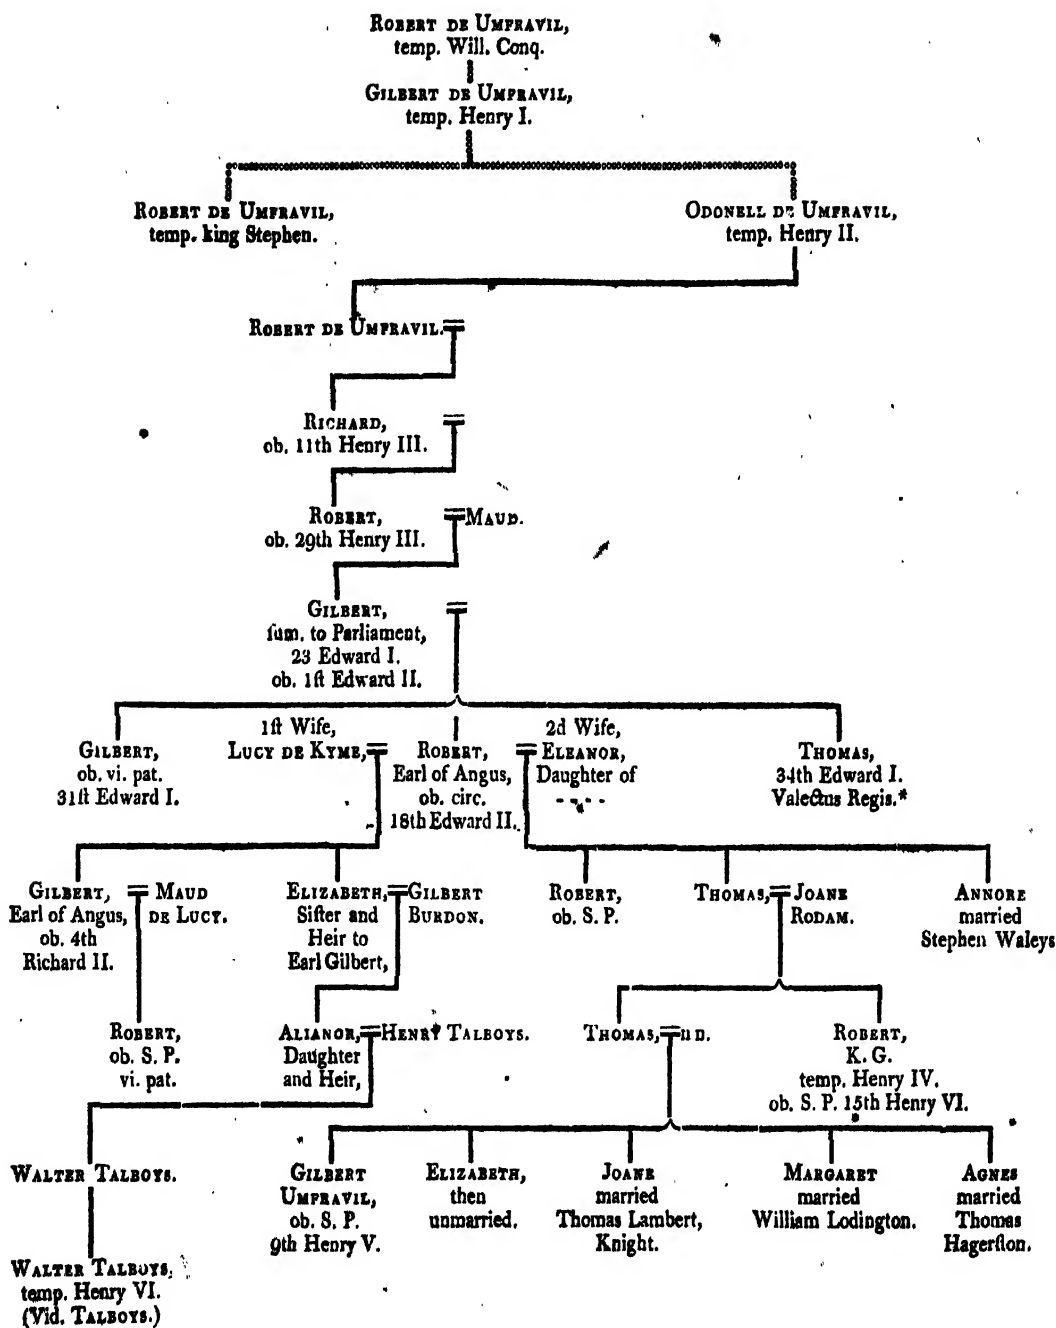 ROBERT DE UMFRAVIL,
temp. Will. Conq.
GILBERT DE UMFRAVIL,
temp. Henry I.
ROBERT DE UMFRAVIL,
temp. king Stephen.
ODONELL DE UMFRAVIL,
temp. Henry II.
ROBERT DE UMFRAVIL.
RICHARD,
ob. 11th Henry III.
ROBERT,
ob. 29th Henry III.
MAUD.
GILBERT,
ſum. to Parliament,
23 Edward I.
ob. 1ſt Edward II.
GILBERT,
ob. vi. pat.
31ſt Edward I.
1ſt Wife,
LUCY DE KYME,
ROBERT,
Earl of Angus,
ob. circ.
18th Edward II.
2d Wife,
ELEANOR,
Daughter of
- - - -
THOMAS,
34th Edward I.
Valectus Regis.*
GILBERT,
Earl of Angus,
ob. 4th
Richard II.
MAUD
DE LUCY.
ELIZABETH,
Siſter and
Heir to
Earl Gilbert,
GILBERT
BURDON.
ROBERT,
ob. S. P.
THOMAS,
JOANE
RODAM.
ANNORE
married
Stephen Waleys
ROBERT,
ob. S. P.
vi. pat.
ALIANOR,
Daughter
and Heir,
HENRY TALBOYS.
THOMAS,
ROBERT,
K. G.
temp. Henry IV.
ob. S. P. 15th Henry VI.
WALTER TALBOYS.
GILBERT
UMFRAVIL,
ob. S. P.
9th Henry V.
ELIZABETH,
then
unmarried.
JOANE
married
Thomas Lambert,
Knight.
MARGARET
married
William Lodington.
AGNES
married
Thomas
Hagerſton.
WALTER TALBOYS,
temp. Henry VI.
(Vid. TALBOYS.)